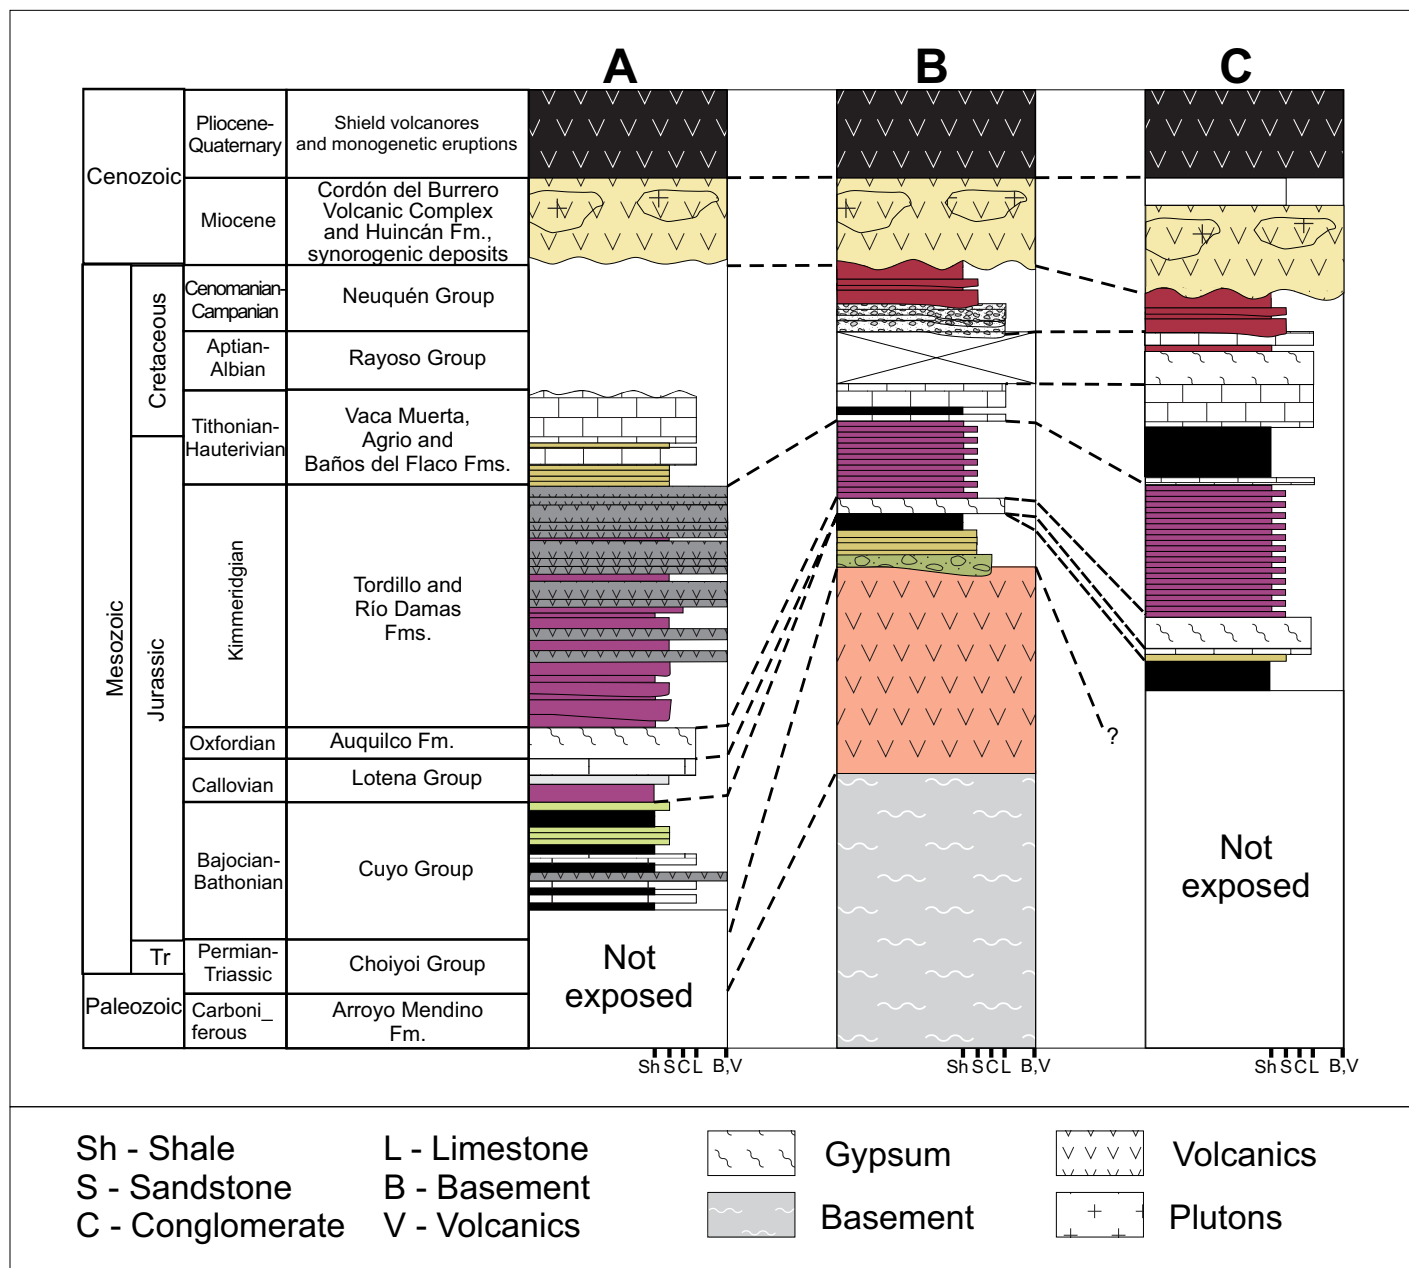 A
B
C
Cenozoic
Pliocene-
Quaternary
Shield volcanores
and monogenetic eruptions
Miocene
Cordón del Burrero
Volcanic Complex
and Huincán Fm.,
synorogenic deposits
Mesozoic
Cretaceous
Cenomanian-
Campanian
Neuquén Group
Aptian-
Albian
Rayoso Group
Tithonian-
Hauterivian
Vaca Muerta,
Agrio and
Baños del Flaco Fms.
Jurassic
Kimmeridgian
Tordillo and
Río Damas
Fms.
Oxfordian
Auquilco Fm.
Callovian
Lotena Group
Bajocian-
Bathonian
Cuyo Group
Tr
Permian-
Triassic
Choiyoi Group
Paleozoic
Carboni_
ferous
Arroyo Mendino
Fm.
Not
exposed
?
Not
exposed
Sh S C L B,V
Sh S C L B,V
Sh S C L B,V
Sh - Shale
S - Sandstone
C - Conglomerate
L - Limestone
B - Basement
V - Volcanics
Gypsum
Basement
Volcanics
Plutons